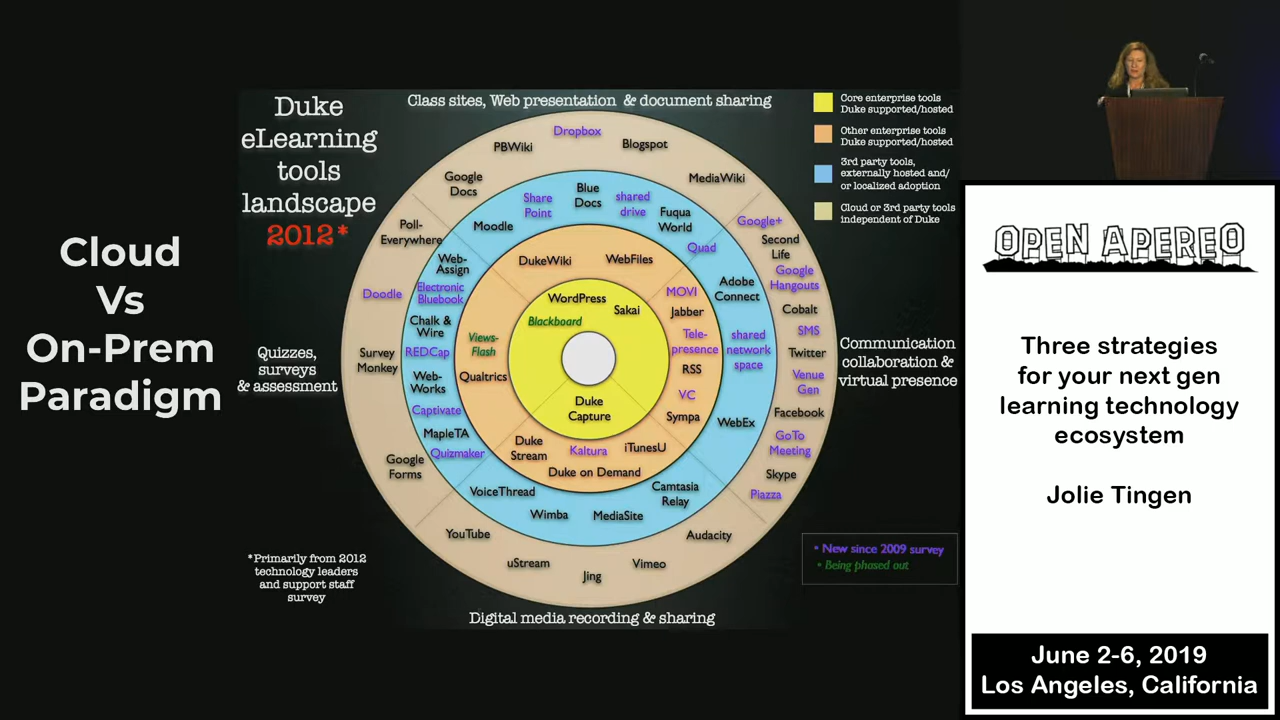 Cloud
Vs
On-Prem
Paradigm
Duke
eLearning
tools
landscape
2012*
Class sites, Web presentation & document sharing
Core enterprise tools
Duke supported/hosted
Other enterprise tools
Duke supported/hosted
3rd party tools,
externally hosted and/
or localized adoption
Cloud or 3rd party tools
independent of Duke
Dropbox
PBWiki
Blogspot
Google
Docs
MediaWiki
Poll-
Everywhere
Google+
Second
Life
Google
Hangouts
Doodle
Cobalt
SMS
Survey
Monkey
Twitter
Venue
Gen
Facebook
GoTo
Meeting
Google
Forms
Skype
Piazza
YouTube
Audacity
uStream
Vimeo
Jing
Share
Point
Blue
Docs
shared
drive
Moodle
Fuqua
World
Quad
Web-
Assign
Electronic
Bluebook
Adobe
Connect
Chalk &
Wire
REDCap
shared
network
space
Web-
Works
Captivate
MapleTA
WebEx
Quizmaker
VoiceThread
Camtasia
Relay
Wimba
MediaSite
DukeWiki
WebFiles
MOVI
Jabber
Views-
Flash
Tele-
presence
Qualtrics
RSS
VC
Sympa
Duke
Stream
Kaltura
iTunesU
Duke on Demand
WordPress
Sakai
Blackboard
Duke
Capture
Quizzes,
surveys
& assessment
Communication
collaboration &
virtual presence
Digital media recording & sharing
*Primarily from 2012
technology leaders
and support staff
survey
* New since 2009 survey
* Being phased out
OPEN APEREO
Three strategies
for your next gen
learning technology
ecosystem
Jolie Tingen
June 2-6, 2019
Los Angeles, California